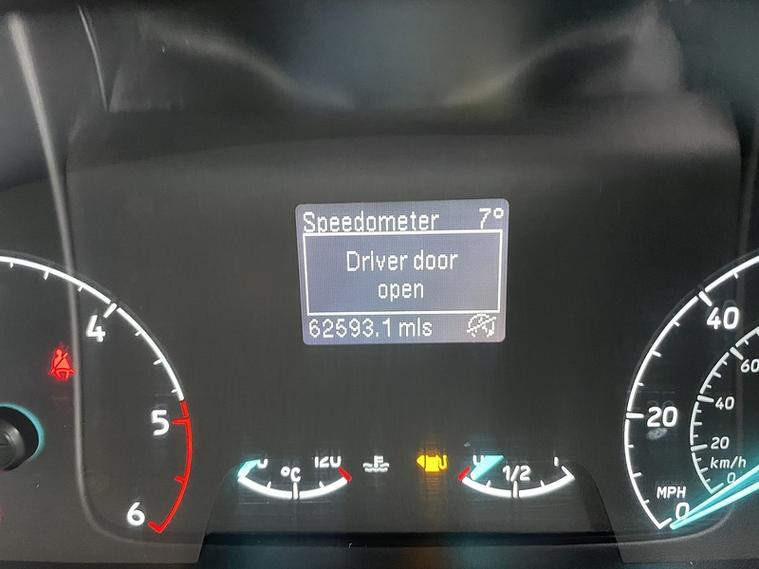 Speedometer 7°
Driver door
open
62593.1 mls
4
5
6
°C
120
1/2
40
20
MPH
0
60
40
20
km/h
0